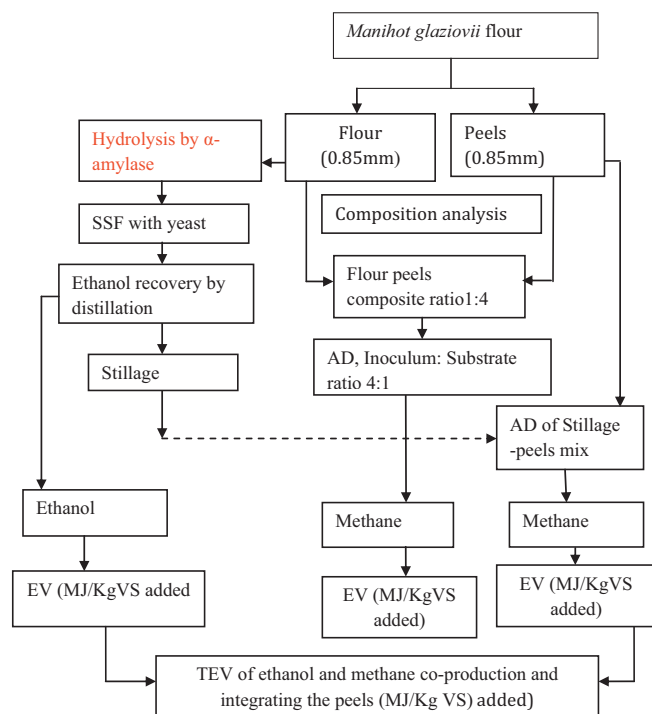 Manihot glaziovii flour
Hydrolysis by α-
amylase
Flour
(0.85mm)
Peels
(0.85mm)
SSF with yeast
Composition analysis
Ethanol recovery by
distillation
Flour peels
composite ratio1:4
Stillage
AD, Inoculum: Substrate
ratio 4:1
AD of Stillage
-peels mix
Ethanol
Methane
Methane
EV (MJ/KgVS added
EV (MJ/KgVS
added)
EV (MJ/KgVS
added)
TEV of ethanol and methane co-production and
integrating the peels (MJ/Kg VS) added)